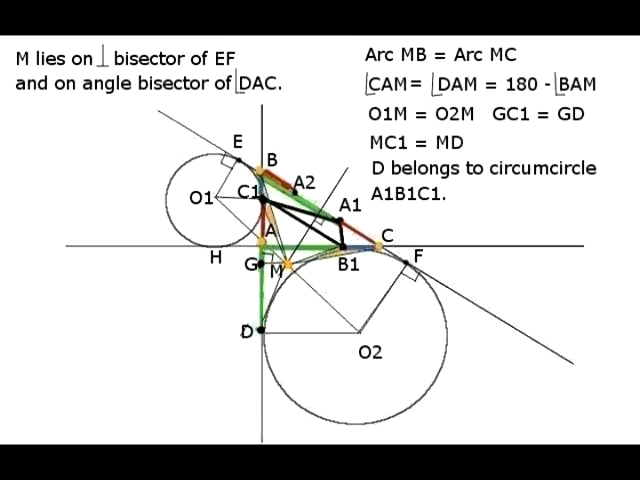 M lies on ⊥ bisector of EF
and on angle bisector of ∠DAC.
Arc MB = Arc MC
∠CAM= ∠DAM = 180 -∠BAM
O1M = O2M GC1 = GD
MC1 = MD
D belongs to circumcircle
A1B1C1.
E
B
A2
O1
C1
A1
A
C
H
G
M
B1
F
D
O2